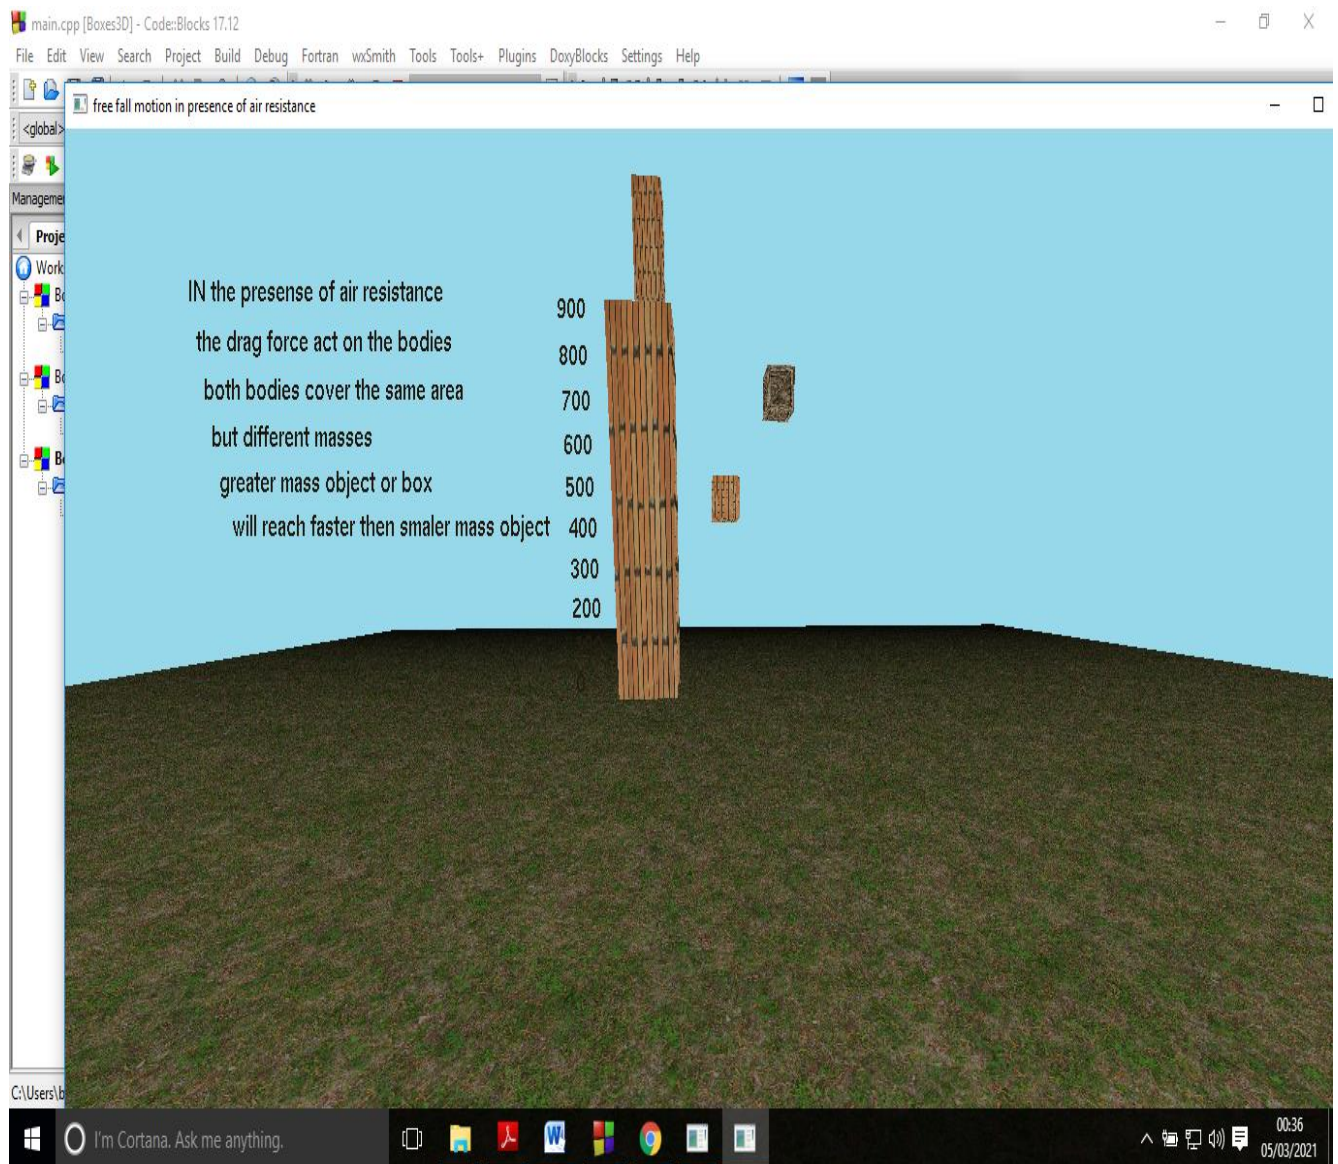 main.cpp [Boxes3D] - Code::Blocks 17.12
File Edit View Search Project Build Debug Fortran wxSmith Tools Tools+ Plugins DoxyBlocks Settings Help
free fall motion in presence of air resistance
<global>
Manageme
Proje
Work
Bo
Bo
B
IN the presense of air resistance
the drag force act on the bodies
both bodies cover the same area
but different masses
greater mass object or box
will reach faster then smaler mass object
900
800
700
600
500
400
300
200
0
C:\Users\b
I'm Cortana. Ask me anything.
00:36
05/03/2021